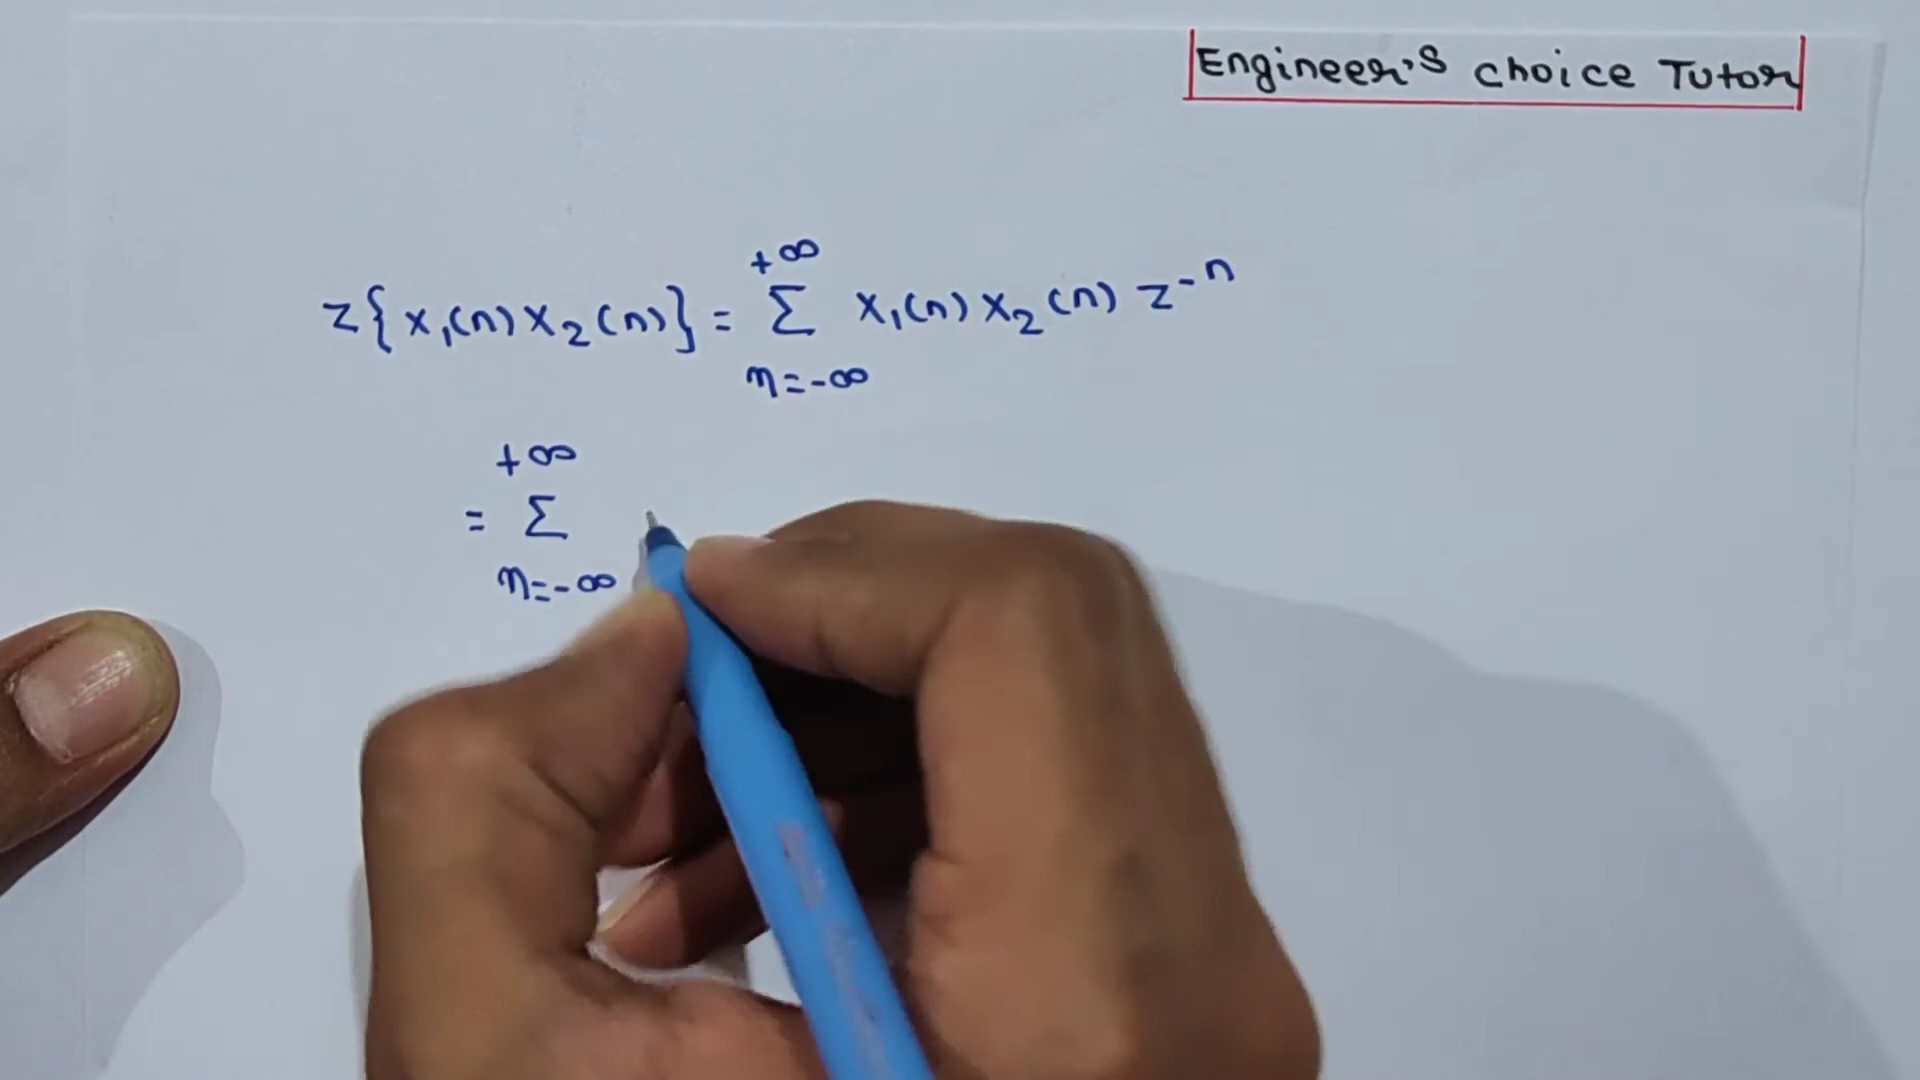 Engineer's choice Tutor
+∞
z{x₁(n)x₂(n)} = Σ x₁(n)x₂(n) z⁻ⁿ
n=-∞
+∞
= Σ
n=-∞